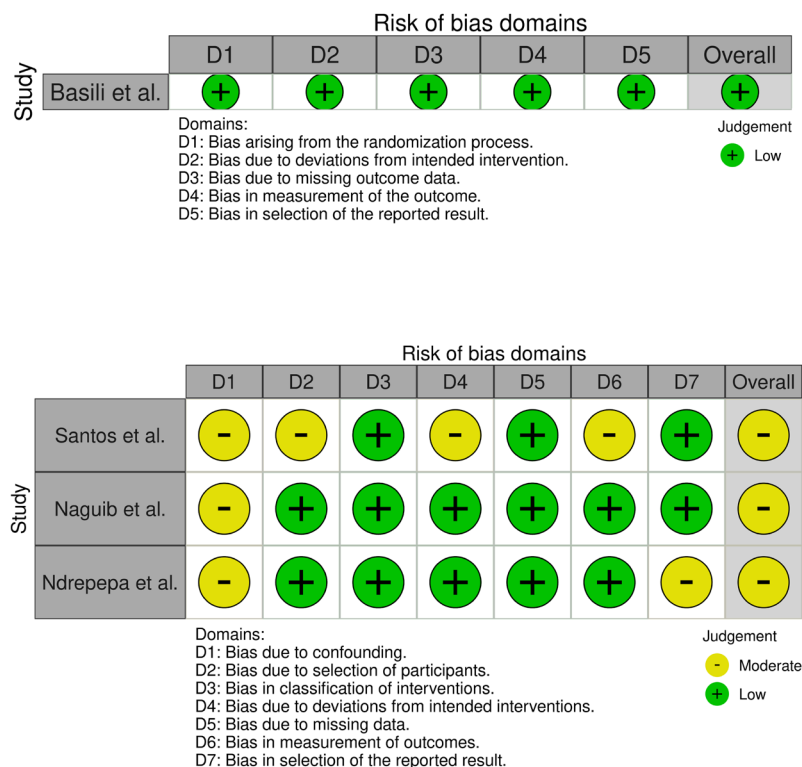 Risk of bias domains
D1 D2 D3 D4 D5 Overall
Study
Basili et al. + + + + + +
Domains:
D1: Bias arising from the randomization process.
D2: Bias due to deviations from intended intervention.
D3: Bias due to missing outcome data.
D4: Bias in measurement of the outcome.
D5: Bias in selection of the reported result.
Judgement
+ Low
Risk of bias domains
D1 D2 D3 D4 D5 D6 D7 Overall
Study
Santos et al. - - + - + - + -
Naguib et al. - + + + + + + -
Ndrepepa et al. - + + + + + - -
Domains:
D1: Bias due to confounding.
D2: Bias due to selection of participants.
D3: Bias in classification of interventions.
D4: Bias due to deviations from intended interventions.
D5: Bias due to missing data.
D6: Bias in measurement of outcomes.
D7: Bias in selection of the reported result.
Judgement
- Moderate
+ Low